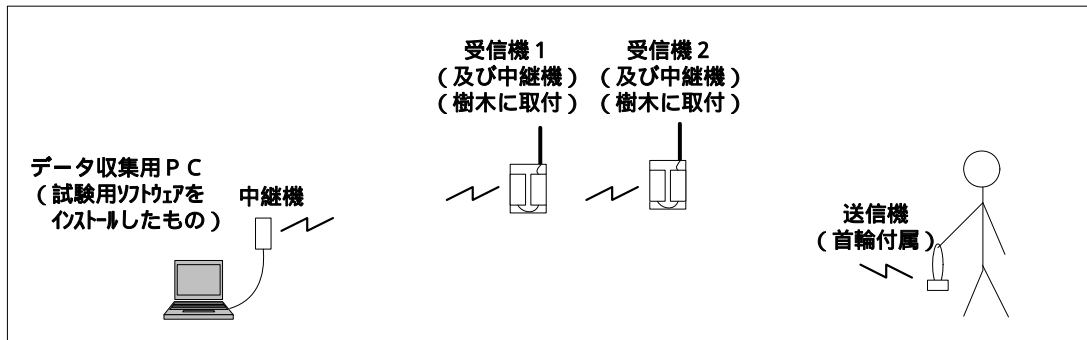 受信機１
（及び中継機）
（樹木に取付）
受信機２
（及び中継機）
（樹木に取付）
データ収集用ＰＣ
（試験用ｿﾌﾄｳｪｱを
ｲﾝｽﾄｰﾙしたもの）
中継機
送信機
（首輪付属）